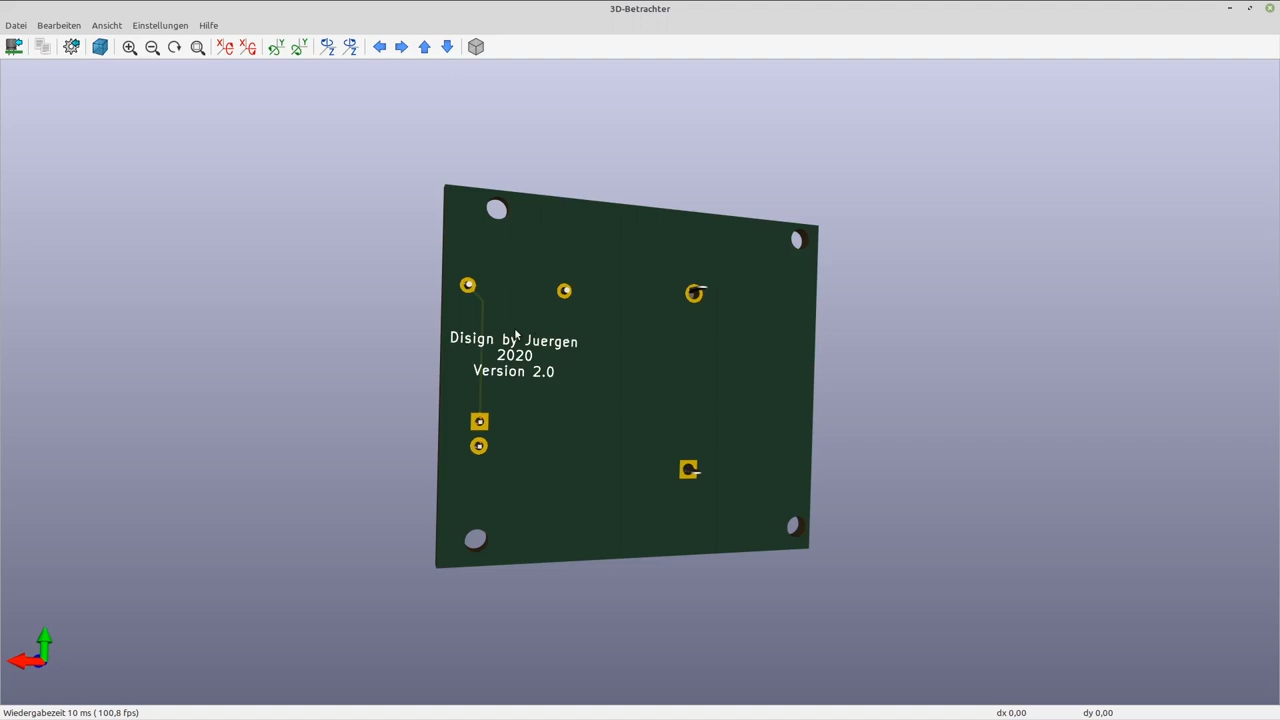 3D-Betrachter
Datei Bearbeiten Ansicht Einstellungen Hilfe
Disign by Juergen
2020
Version 2.0
Wiedergabezeit 10 ms ( 100,8 fps) dx 0,00 dy 0,00